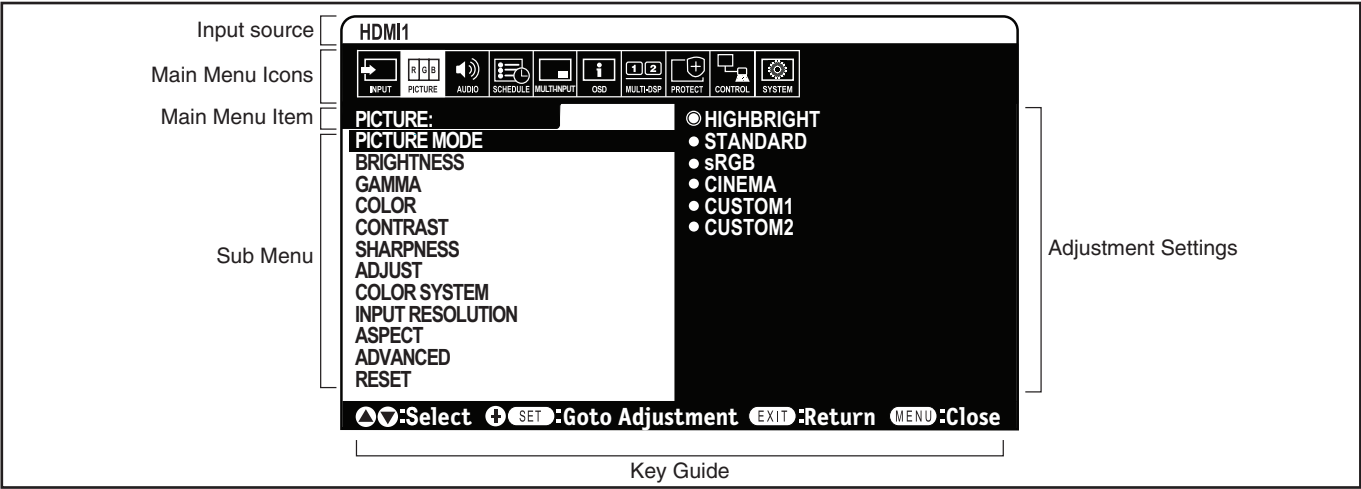 Input source
HDMI1
Main Menu Icons
R G B
1 2
INPUT PICTURE AUDIO SCHEDULE MULTI-INPUT OSD MULTI-DSP PROTECT CONTROL SYSTEM
Main Menu Item
PICTURE:
Sub Menu
PICTURE MODE
BRIGHTNESS
GAMMA
COLOR
CONTRAST
SHARPNESS
ADJUST
COLOR SYSTEM
INPUT RESOLUTION
ASPECT
ADVANCED
RESET
HIGHBRIGHT
STANDARD
sRGB
CINEMA
CUSTOM1
CUSTOM2
Adjustment Settings
:Select SET:Goto Adjustment EXIT:Return MENU:Close
Key Guide